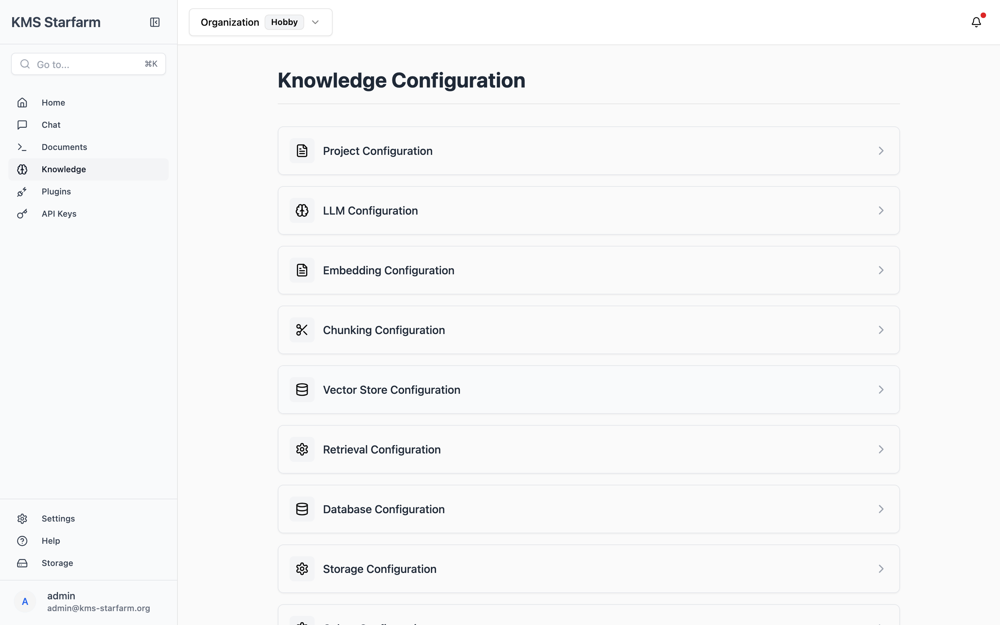 KMS Starfarm
Organization Hobby
Go to... ⌘K
Home
Chat
Documents
Knowledge
Plugins
API Keys
Settings
Help
Storage
A
admin
admin@kms-starfarm.org
Knowledge Configuration
Project Configuration
LLM Configuration
Embedding Configuration
Chunking Configuration
Vector Store Configuration
Retrieval Configuration
Database Configuration
Storage Configuration